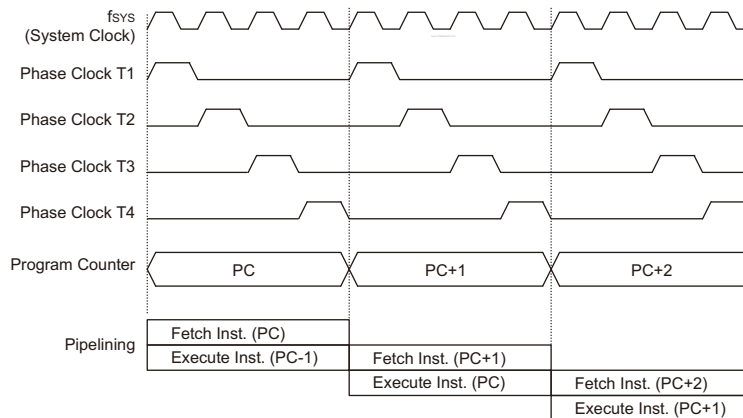 fSYS
(System Clock)
Phase Clock T1
Phase Clock T2
Phase Clock T3
Phase Clock T4
Program Counter
PC
PC+1
PC+2
Pipelining
Fetch Inst. (PC)
Execute Inst. (PC-1)
Fetch Inst. (PC+1)
Execute Inst. (PC)
Fetch Inst. (PC+2)
Execute Inst. (PC+1)